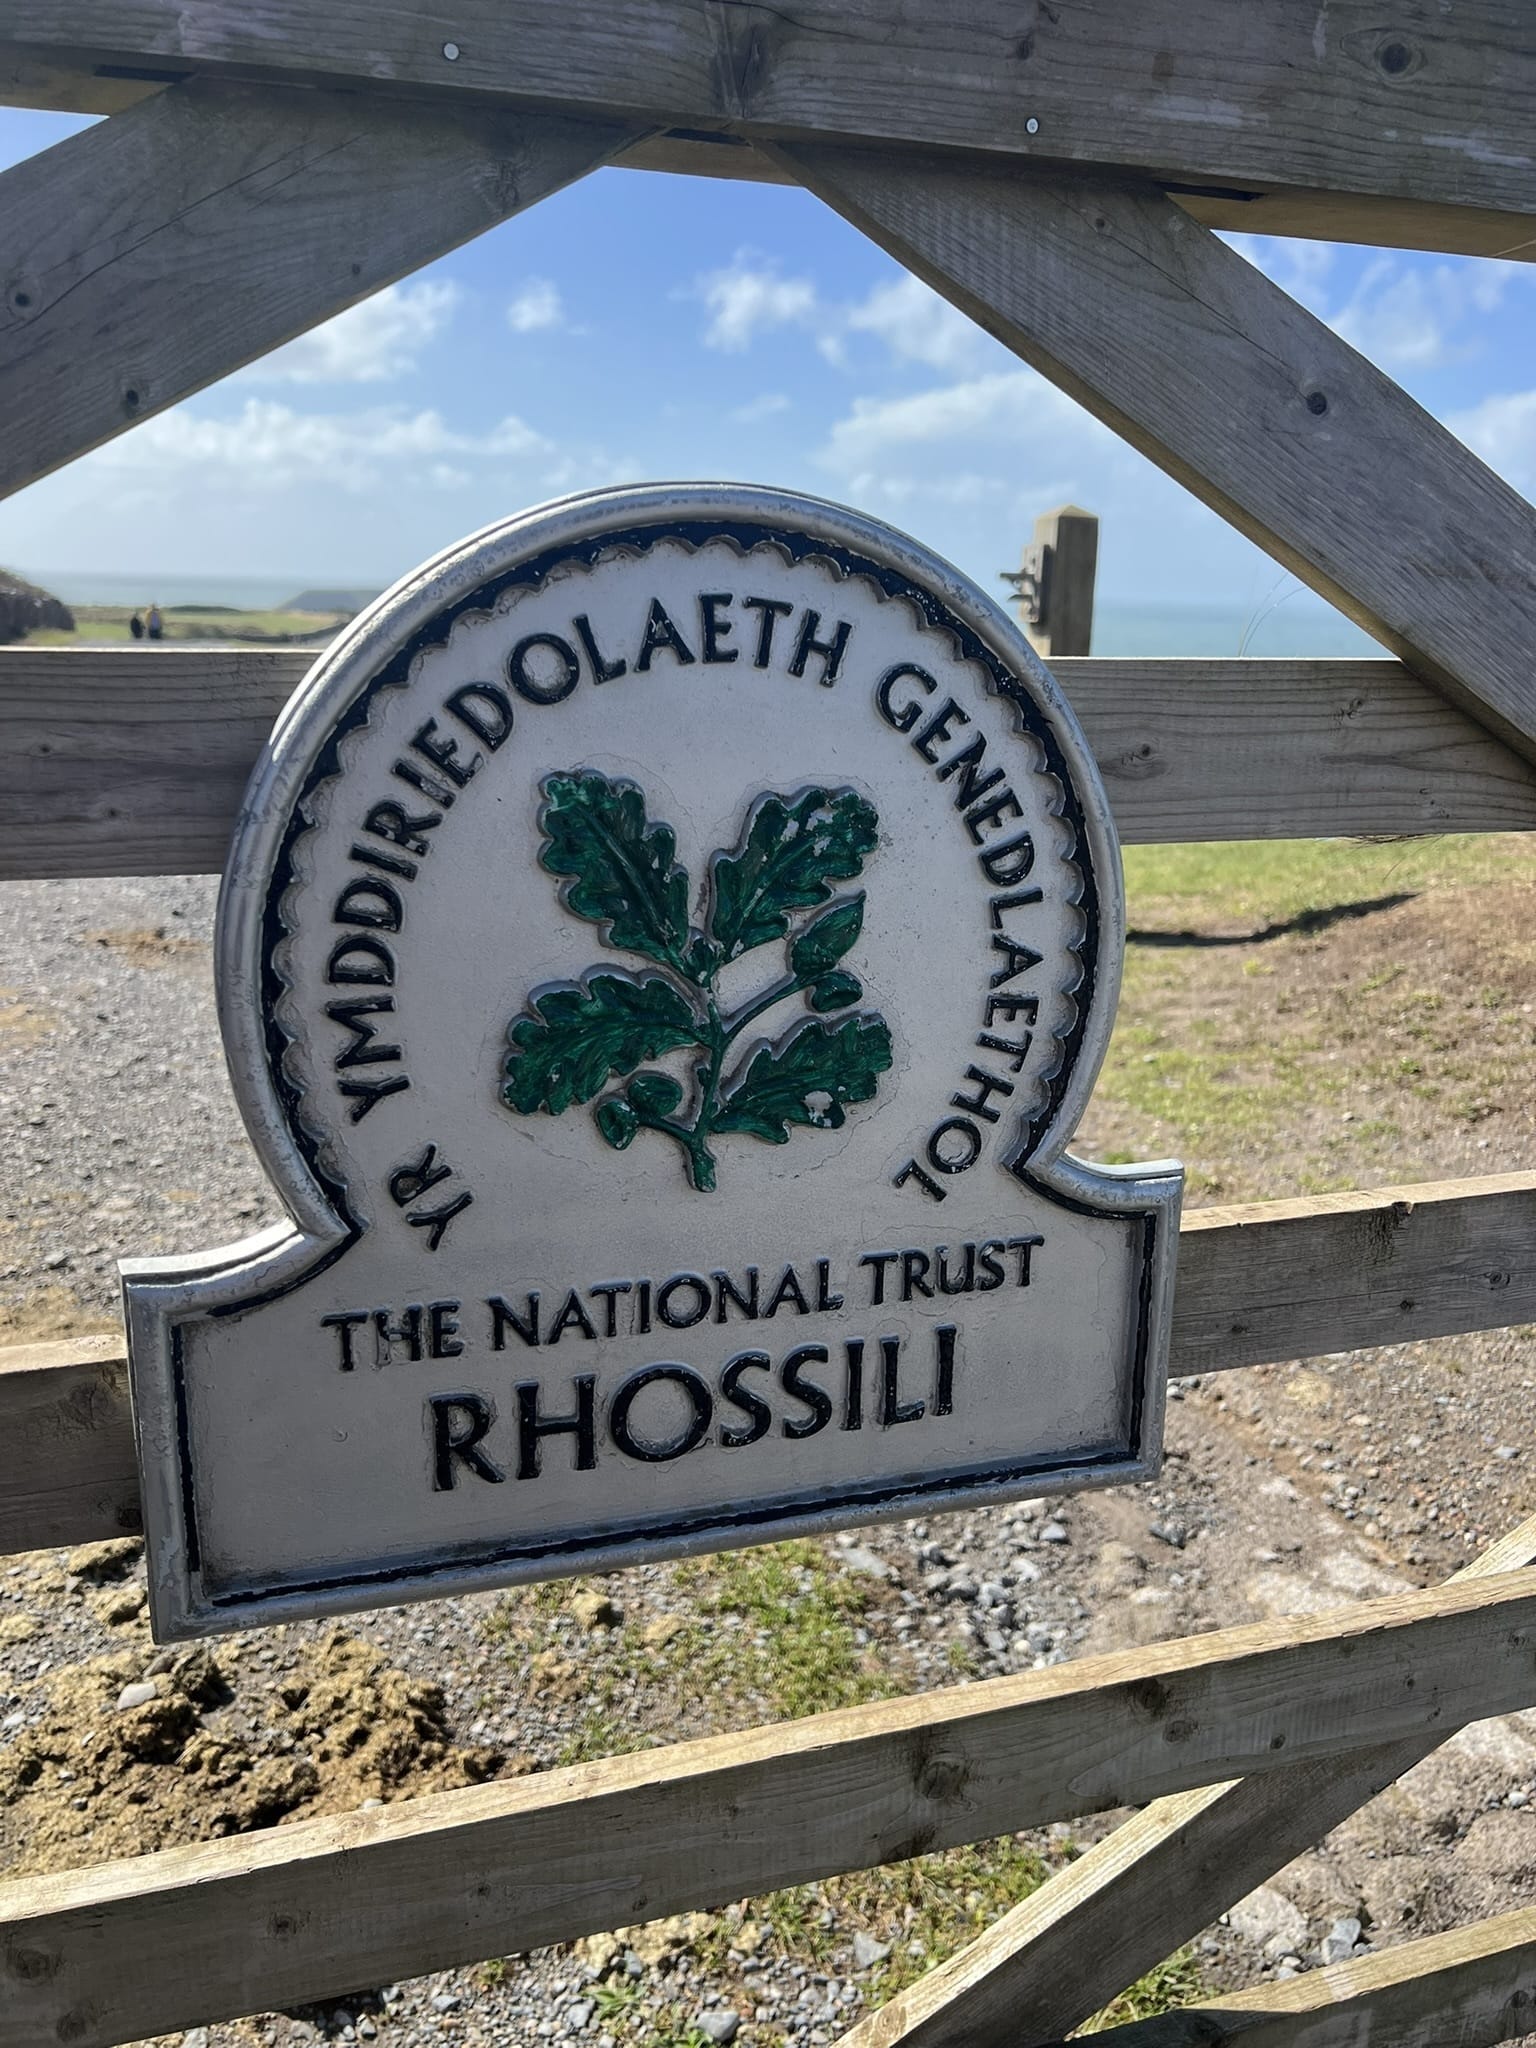 YR YMDDIRIEDOLAETH GENEDLAETHOL
THE NATIONAL TRUST
RHOSSILI